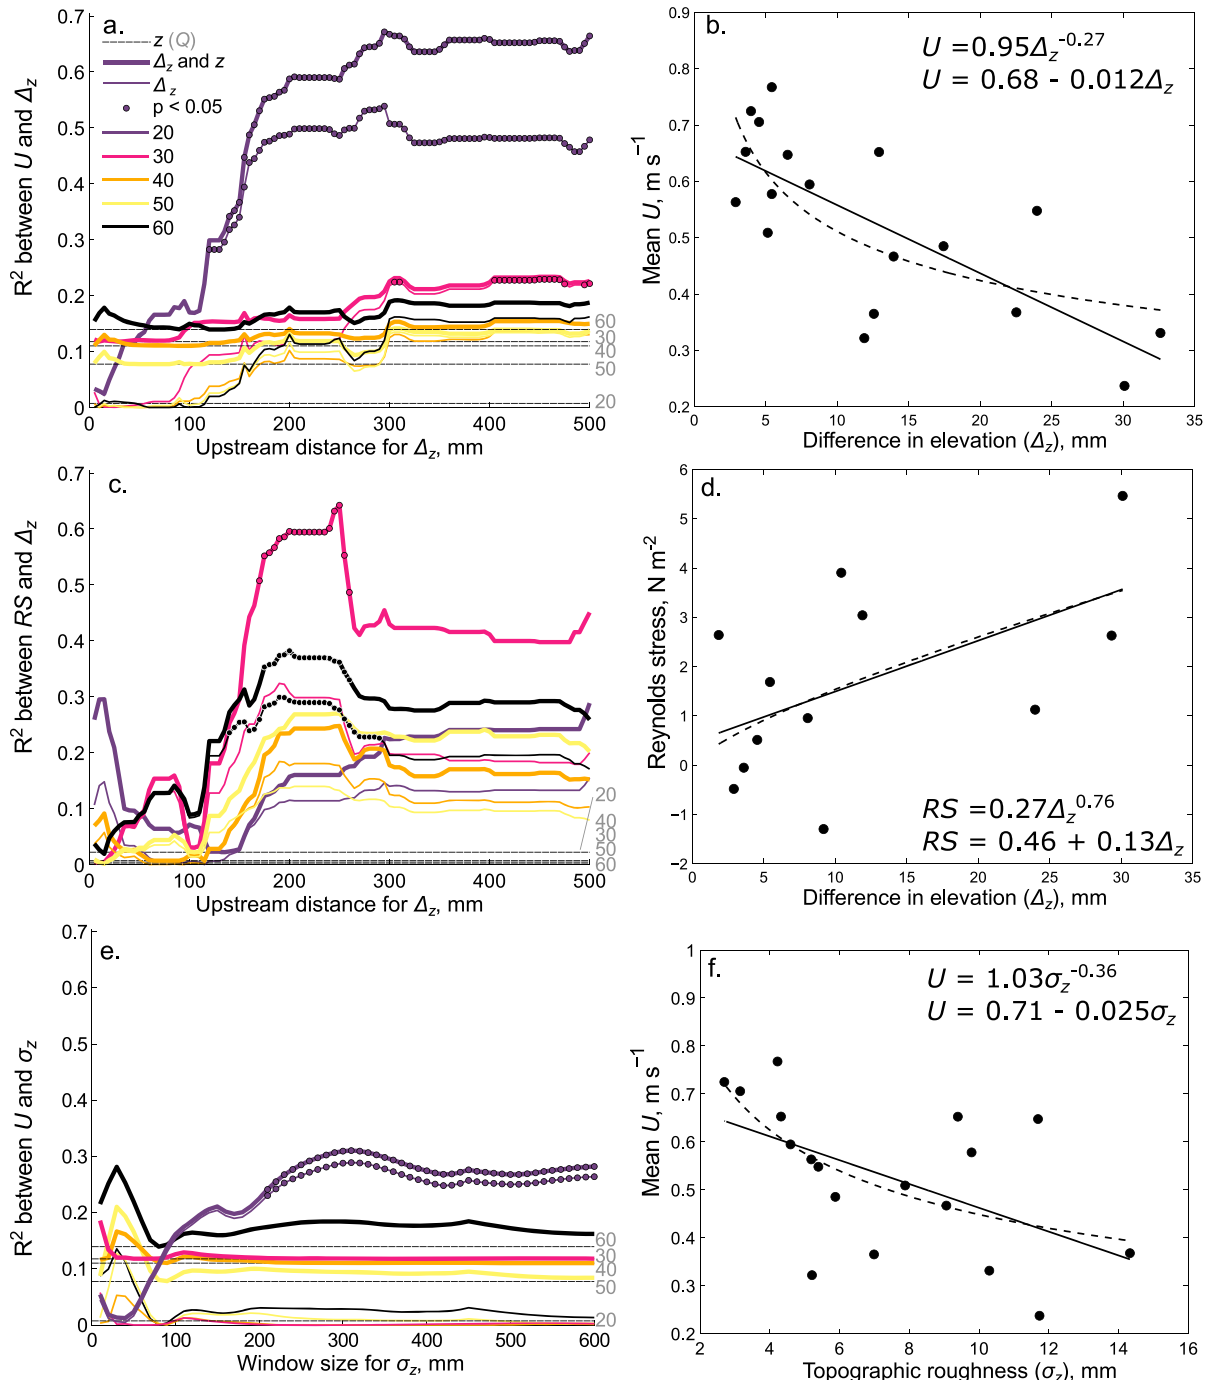 a.
z (Q)
Δz and z
Δz
p < 0.05
20
30
40
50
60
0.7
0.6
0.5
0.4
0.3
0.2
0.1
0
R² between U and Δz
60
30
40
50
20
0 100 200 300 400 500
Upstream distance for Δz, mm
b.
U =0.95Δz^-0.27
U = 0.68 - 0.012Δz
0.9
0.8
0.7
0.6
0.5
0.4
0.3
0.2
Mean U, m s⁻¹
0 5 10 15 20 25 30 35
Difference in elevation (Δz), mm
c.
0.7
0.6
0.5
0.4
0.3
0.2
0.1
0
R² between RS and Δz
20
40
30
50
60
0 100 200 300 400 500
Upstream distance for Δz, mm
d.
6
5
4
3
2
1
0
−1
−2
Reynolds stress, N m⁻²
RS =0.27Δz^0.76
RS = 0.46 + 0.13Δz
0 5 10 15 20 25 30 35
Difference in elevation (Δz), mm
e.
0.7
0.6
0.5
0.4
0.3
0.2
0.1
0
R² between U and σz
60
30
40
50
20
0 100 200 300 400 500 600
Window size for σz, mm
f.
U = 1.03σz^-0.36
U = 0.71 - 0.025σz
1
0.9
0.8
0.7
0.6
0.5
0.4
0.3
0.2
Mean U, m s⁻¹
2 4 6 8 10 12 14 16
Topographic roughness (σz), mm